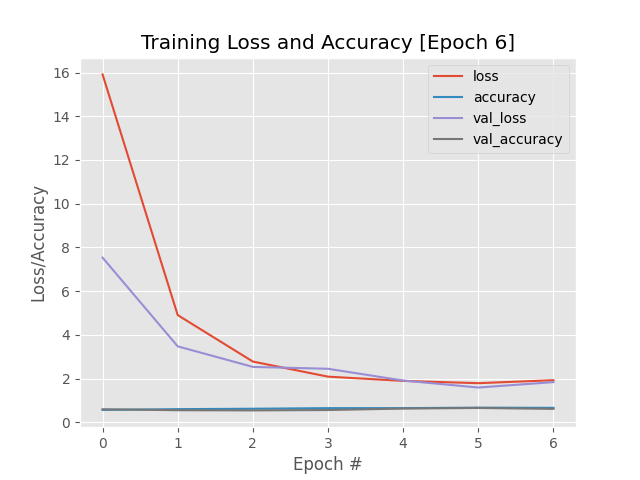 Training Loss and Accuracy [Epoch 6]
loss
accuracy
val_loss
val_accuracy
Loss/Accuracy
16
14
12
10
8
6
4
2
0
0 1 2 3 4 5 6
Epoch #